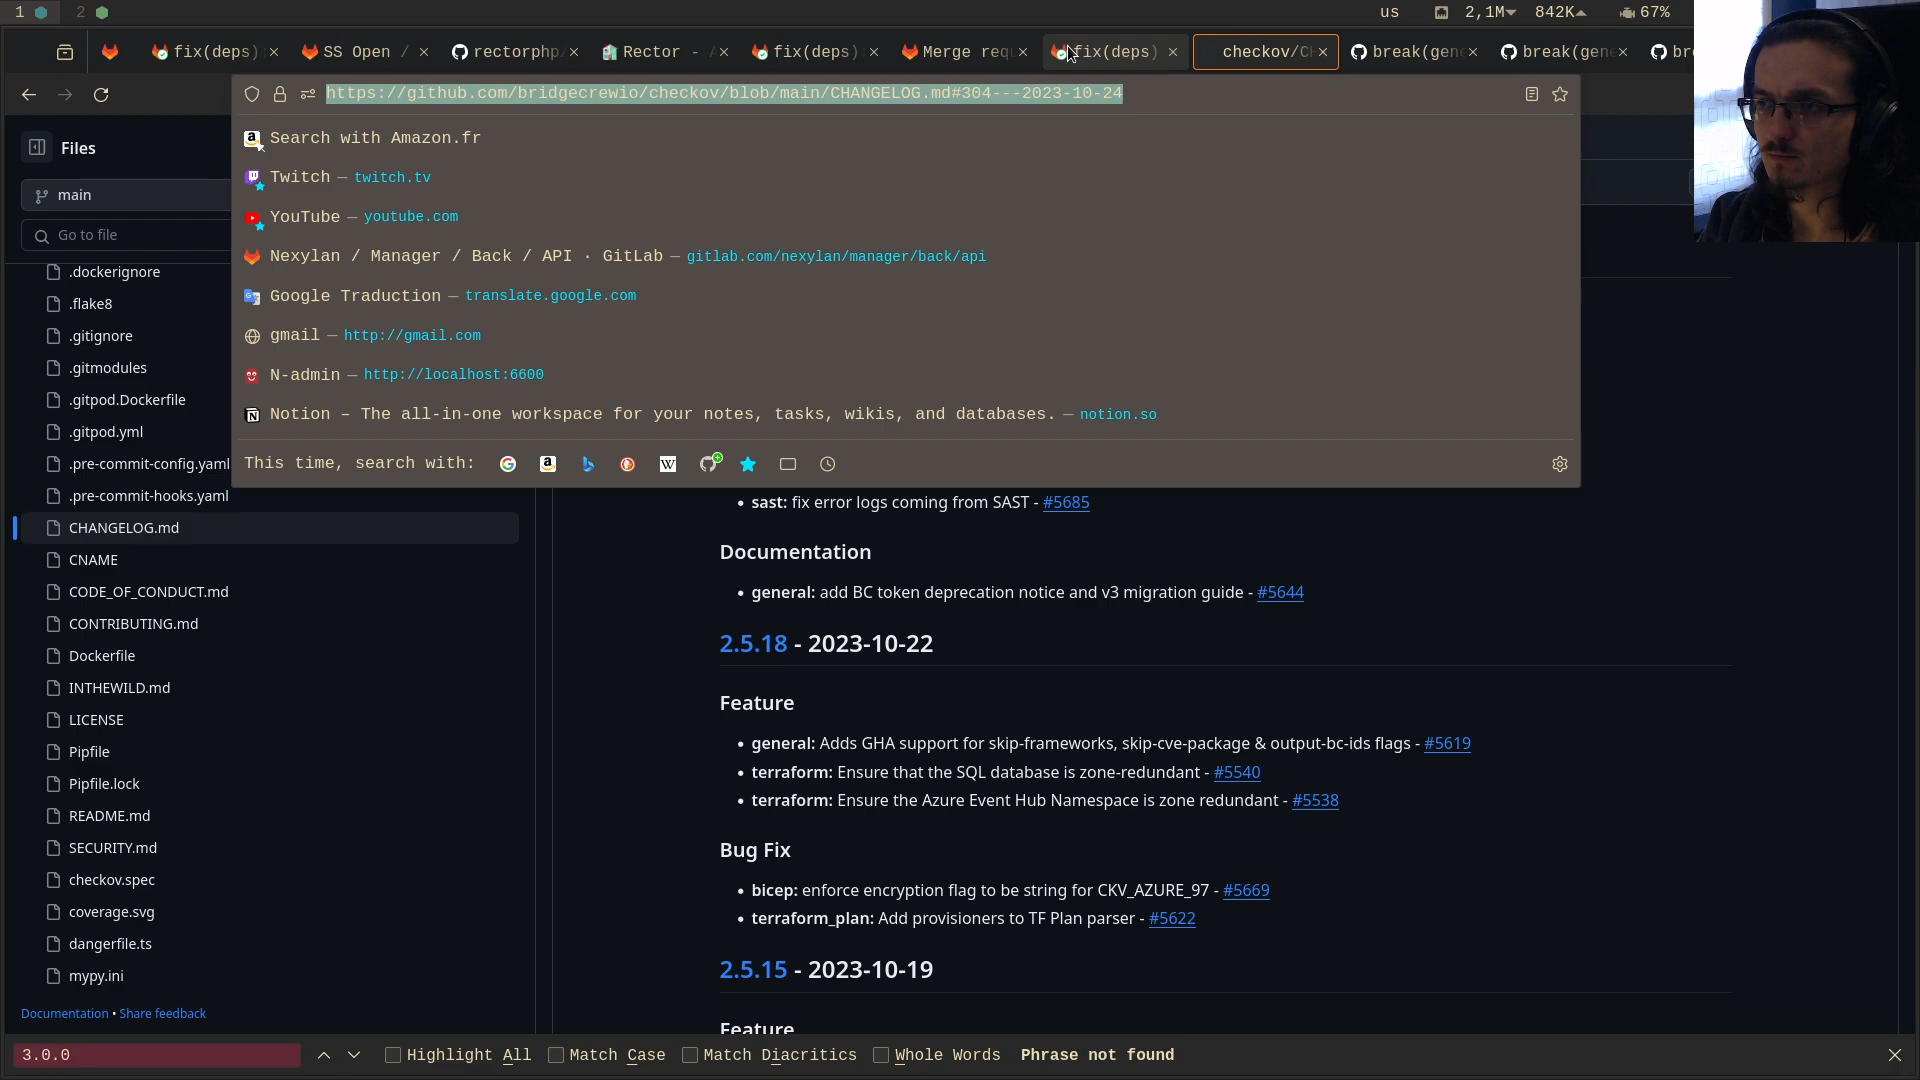 1 2 us 2,1M 842K 67%
fix(deps): SS Open / rectorphp/ Rector - fix(deps): Merge req fix(deps) checkov/CH break(gen break(gen br
https://github.com/bridgecrewio/checkov/blob/main/CHANGELOG.md#304---2023-10-24
Search with Amazon.fr
Twitch — twitch.tv
YouTube — youtube.com
Nexylan / Manager / Back / API · GitLab — gitlab.com/nexylan/manager/back/api
Google Traduction — translate.google.com
gmail — http://gmail.com
N-admin — http://localhost:6600
Notion – The all-in-one workspace for your notes, tasks, wikis, and databases. — notion.so
This time, search with:
Files
main
Go to file
.dockerignore
.flake8
.gitignore
.gitmodules
.gitpod.Dockerfile
.gitpod.yml
.pre-commit-config.yaml
.pre-commit-hooks.yaml
CHANGELOG.md
CNAME
CODE_OF_CONDUCT.md
CONTRIBUTING.md
Dockerfile
INTHEWILD.md
LICENSE
Pipfile
Pipfile.lock
README.md
SECURITY.md
checkov.spec
coverage.svg
dangerfile.ts
mypy.ini
Documentation • Share feedback
• sast: fix error logs coming from SAST - #5685
Documentation
• general: add BC token deprecation notice and v3 migration guide - #5644
2.5.18 - 2023-10-22
Feature
• general: Adds GHA support for skip-frameworks, skip-cve-package & output-bc-ids flags - #5619
• terraform: Ensure that the SQL database is zone-redundant - #5540
• terraform: Ensure the Azure Event Hub Namespace is zone redundant - #5538
Bug Fix
• bicep: enforce encryption flag to be string for CKV_AZURE_97 - #5669
• terraform_plan: Add provisioners to TF Plan parser - #5622
2.5.15 - 2023-10-19
Feature
3.0.0 Highlight All Match Case Match Diacritics Whole Words Phrase not found